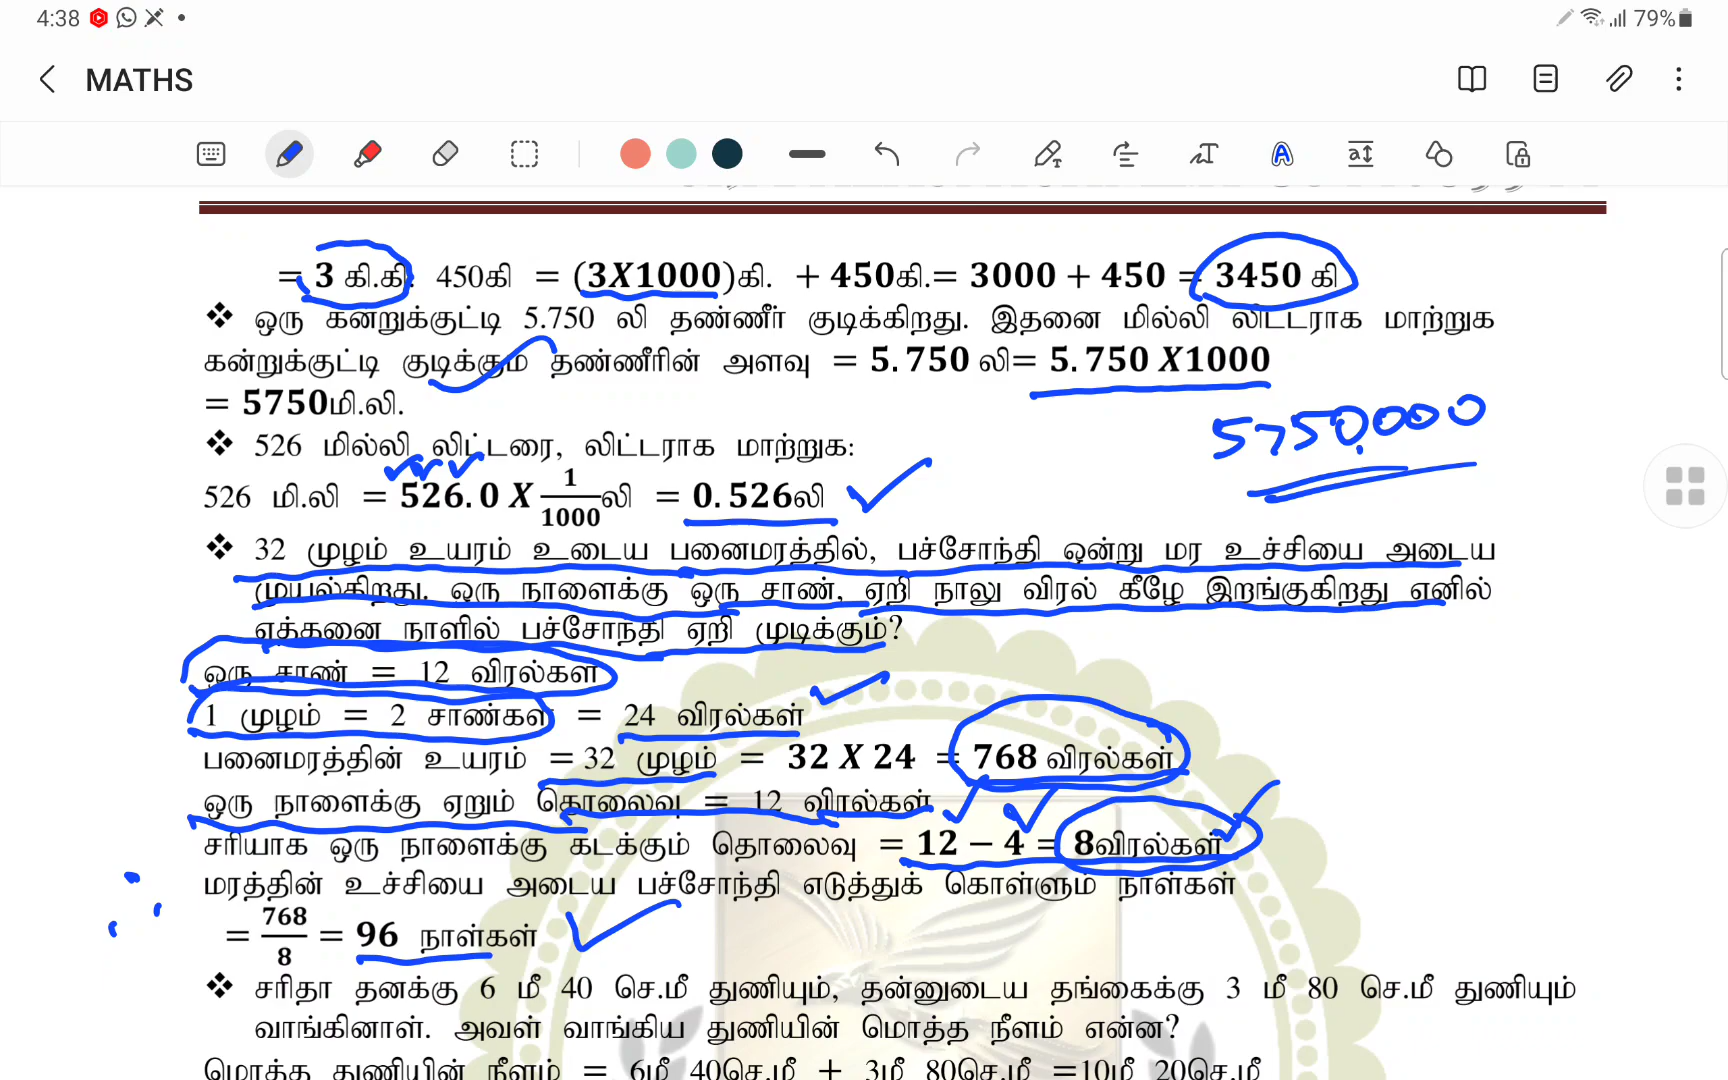 4:38
79%
MATHS
= 3 கி.கி. 450கி = (3X1000)கி. + 450கி.= 3000 + 450 = 3450 கி
❖ ஒரு கன்றுக்குட்டி 5.750 லி தண்ணீர் குடிக்கிறது. இதனை மில்லி லிட்டராக மாற்றுக
கன்றுக்குட்டி குடிக்கும் தண்ணீரின் அளவு = 5.750 லி= 5.750 X1000
= 5750மி.லி.
5750,000
❖ 526 மில்லி லிட்டரை, லிட்டராக மாற்றுக:
526 மி.லி = 526.0 X 1/1000 லி = 0.526லி
❖ 32 முழம் உயரம் உடைய பனைமரத்தில், பச்சோந்தி ஒன்று மர உச்சியை அடைய
முயல்கிறது. ஒரு நாளைக்கு ஒரு சாண், ஏறி நாலு விரல் கீழே இறங்குகிறது எனில்
எத்தனை நாளில் பச்சோந்தி ஏறி முடிக்கும்?
ஒரு சாண் = 12 விரல்கள்
1 முழம் = 2 சாண்கள் = 24 விரல்கள்
பனைமரத்தின் உயரம் = 32 முழம் = 32 X 24 = 768 விரல்கள்
ஒரு நாளைக்கு ஏறும் தொலைவு = 12 விரல்கள்
சரியாக ஒரு நாளைக்கு கடக்கும் தொலைவு = 12 − 4 = 8விரல்கள்
மரத்தின் உச்சியை அடைய பச்சோந்தி எடுத்துக் கொள்ளும் நாள்கள்
= 768/8 = 96 நாள்கள்
❖ சரிதா தனக்கு 6 மீ 40 செ.மீ துணியும், தன்னுடைய தங்கைக்கு 3 மீ 80 செ.மீ துணியும்
வாங்கினாள். அவள் வாங்கிய துணியின் மொத்த நீளம் என்ன?
மொத்த துணியின் நீளம் = 6மீ 40செ.மீ + 3மீ 80செ.மீ =10மீ 20செ.மீ